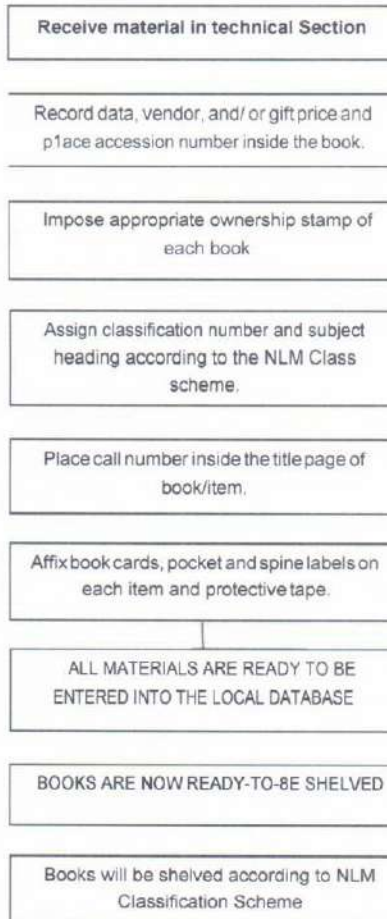 Receive material in technical Section
Record data, vendor, and/ or gift price and
p1ace accession number inside the book.
Impose appropriate ownership stamp of
each book
Assign classification number and subject
heading according to the NLM Class
scheme.
Place call number inside the title page of
book/item.
Affix book cards, pocket and spine labels on
each item and protective tape.
ALL MATERIALS ARE READY TO BE
ENTERED INTO THE LOCAL DATABASE
BOOKS ARE NOW READY-TO-8E SHELVED
Books will be shelved according to NLM
Classification Scheme